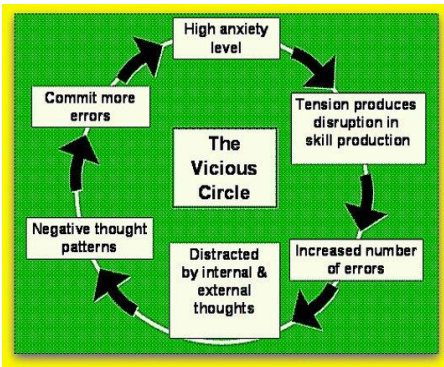 High anxiety
level
Tension produces
disruption in
skill production
Increased number
of errors
Distracted
by internal &
external
thoughts
Negative thought
patterns
Commit more
errors
The
Vicious
Circle